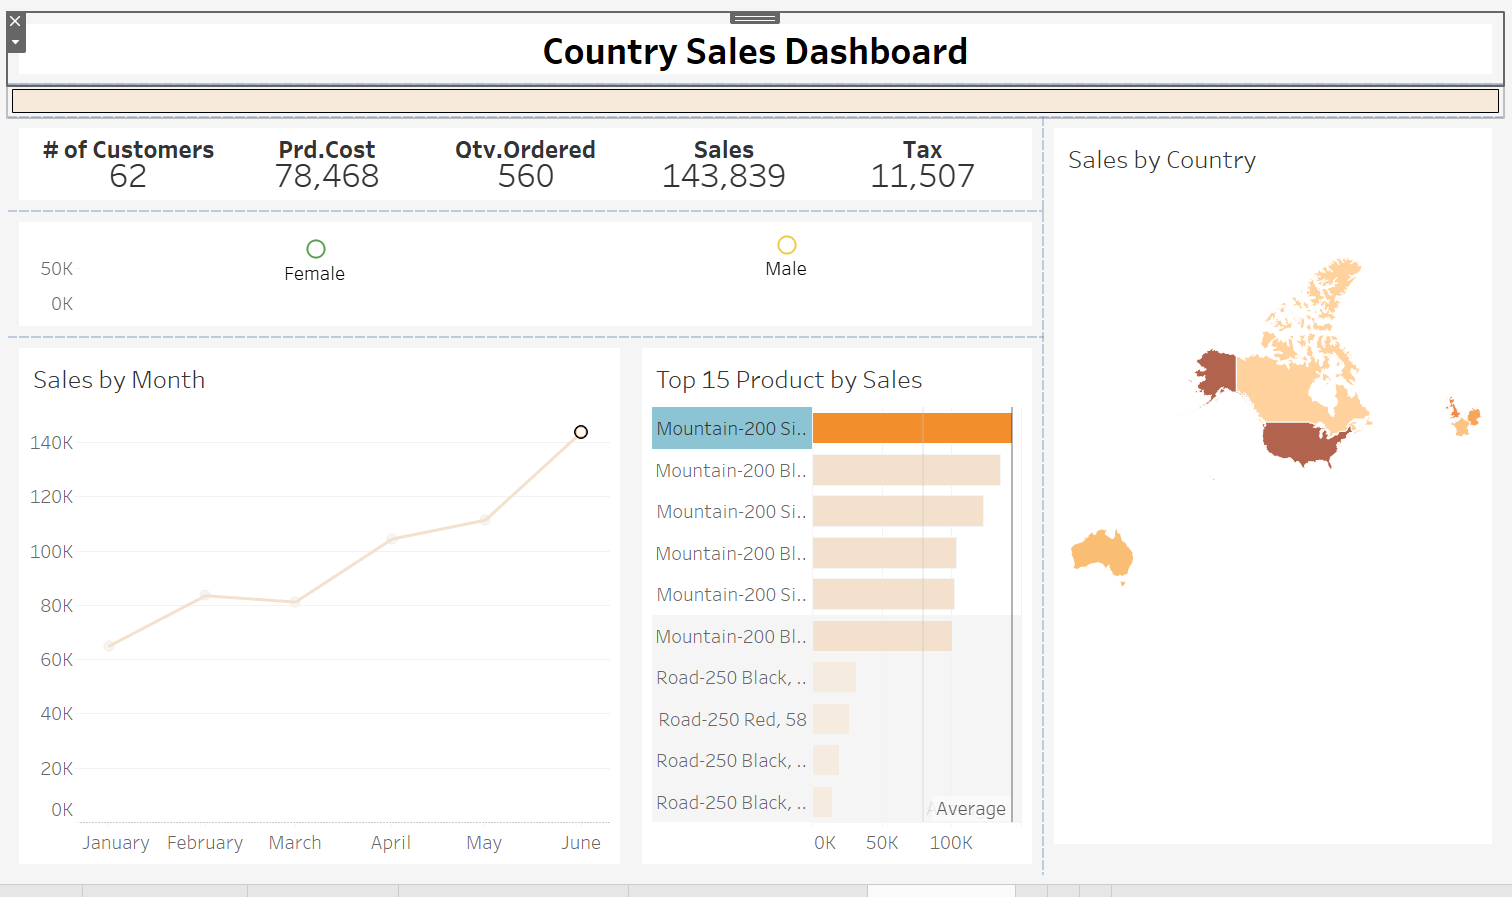 Country Sales Dashboard
# of Customers Prd.Cost Qtv.Ordered Sales Tax
62 78,468 560 143,839 11,507
Sales by Country
50K
0K
Female
Male
Sales by Month
140K
120K
100K
80K
60K
40K
20K
0K
January February March April May June
Top 15 Product by Sales
Mountain-200 Si..
Mountain-200 Bl..
Mountain-200 Si..
Mountain-200 Bl..
Mountain-200 Si..
Mountain-200 Bl..
Road-250 Black, ..
Road-250 Red, 58
Road-250 Black, ..
Road-250 Black, ..
Average
0K 50K 100K